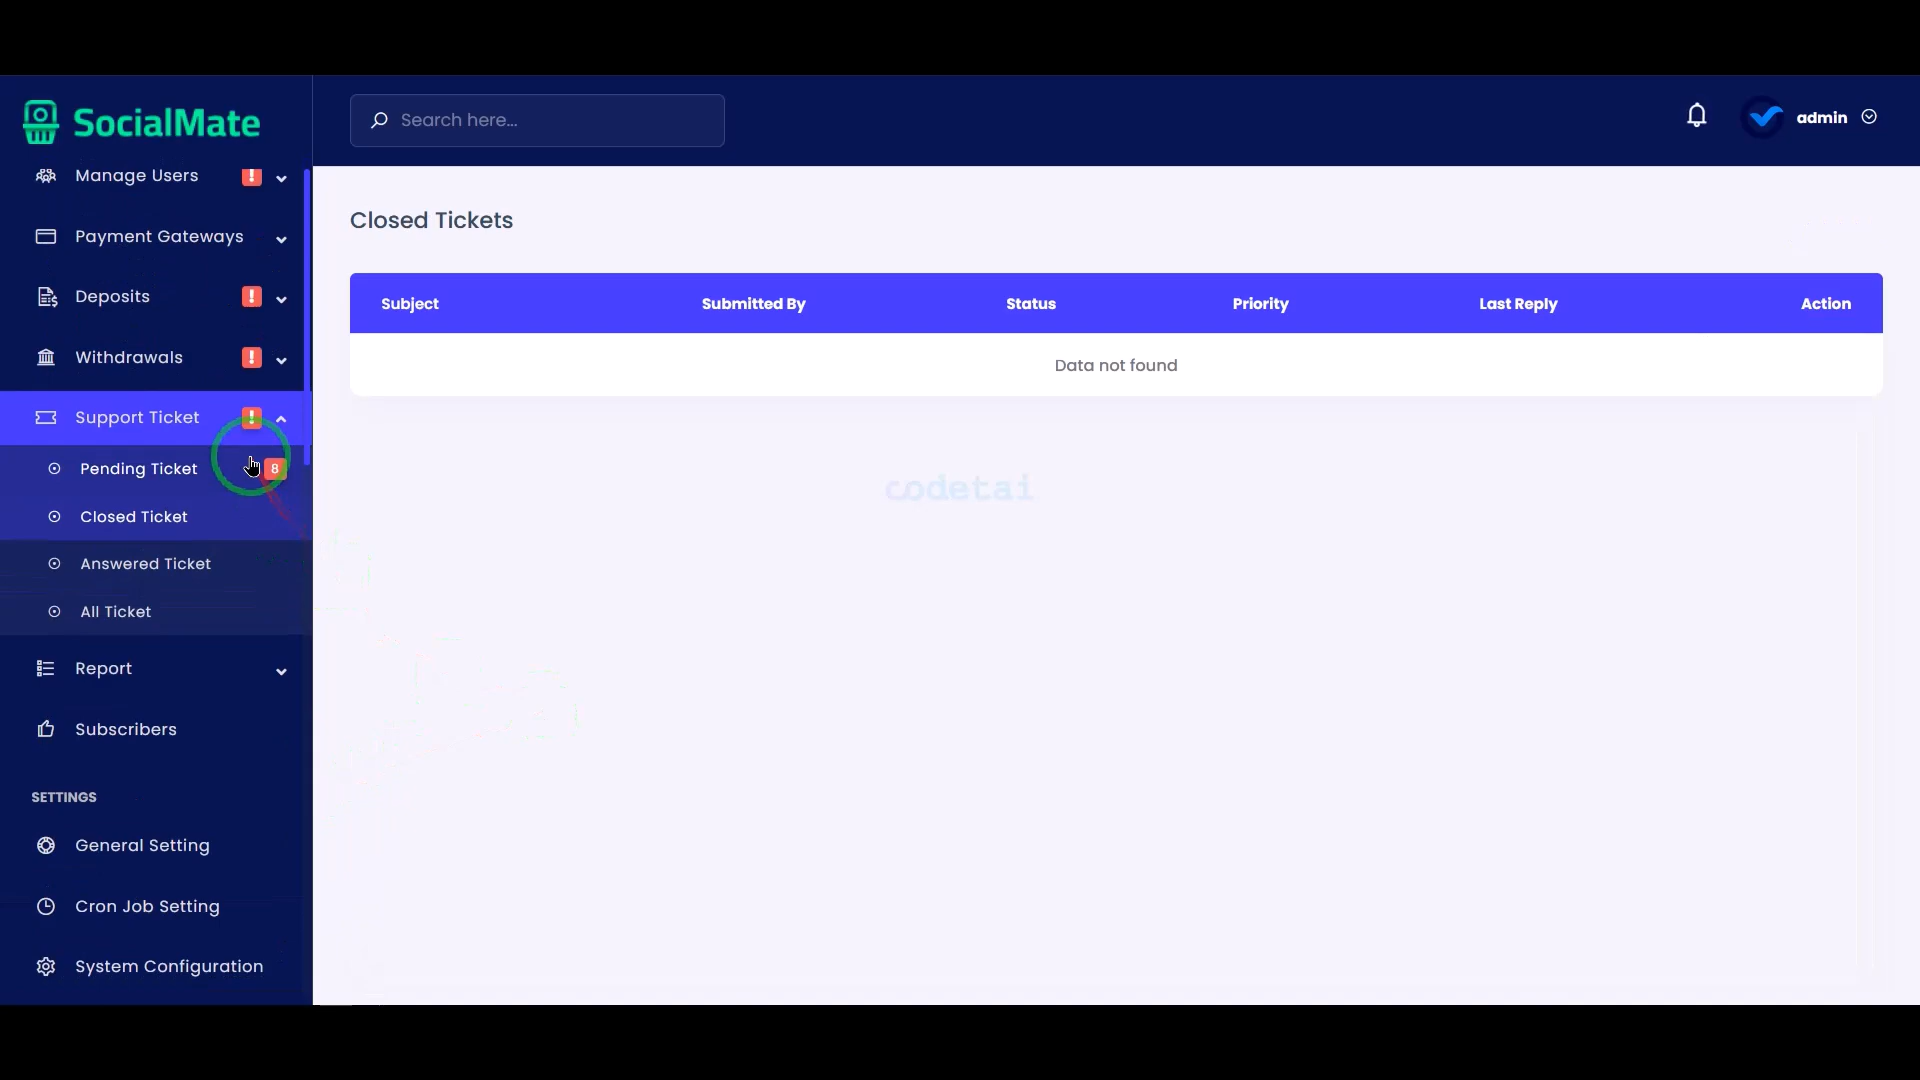 SocialMate
Search here...
admin
Manage Users !
Payment Gateways
Deposits !
Withdrawals !
Support Ticket !
Pending Ticket 8
Closed Ticket
Answered Ticket
All Ticket
Report
Subscribers
SETTINGS
General Setting
Cron Job Setting
System Configuration
Closed Tickets
Subject Submitted By Status Priority Last Reply Action
Data not found
codetai